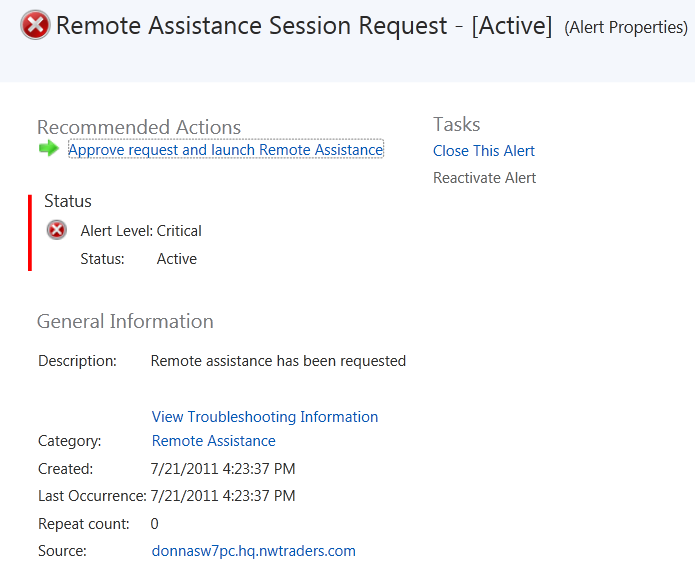 Remote Assistance Session Request - [Active] (Alert Properties)
Recommended Actions
Approve request and launch Remote Assistance
Tasks
Close This Alert
Reactivate Alert
Status
Alert Level: Critical
Status: Active
General Information
Description: Remote assistance has been requested
View Troubleshooting Information
Category: Remote Assistance
Created: 7/21/2011 4:23:37 PM
Last Occurrence: 7/21/2011 4:23:37 PM
Repeat count: 0
Source: donnasw7pc.hq.nwtraders.com